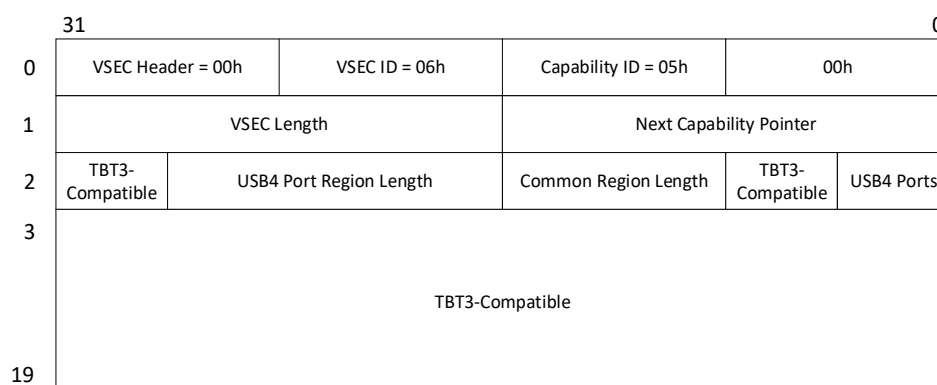 31 0
0 VSEC Header = 00h VSEC ID = 06h Capability ID = 05h 00h
1 VSEC Length Next Capability Pointer
2 TBT3-Compatible USB4 Port Region Length Common Region Length TBT3-Compatible USB4 Ports
3
TBT3-Compatible
19